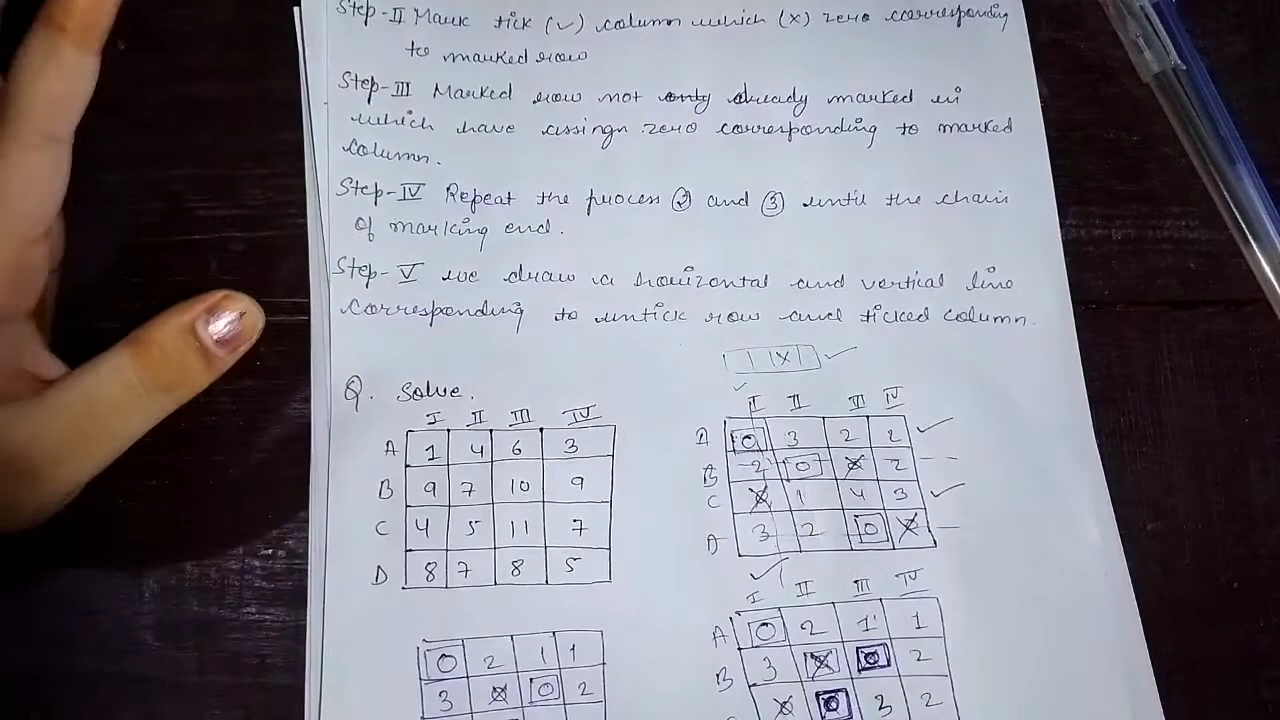 Step-II Mark tick (✓) column which (x) zero corresponding
to marked row
Step-III Marked row not only already marked in
which have assingn zero corresponding to marked
column.
Step-IV Repeat the process ② and ③ until the chain
of marking end.
Step-V we draw a horizontal and vertical line
corresponding to untick row and ticked column.
Q. Solve.
I II III IV
A 1 4 6 3
B 9 7 10 9
C 4 5 11 7
D 8 7 8 5
II II III IV
A 0 3 2 2 ✓
B 2 0 X 2
C X 1 4 3 ✓
D 3 2 0 X
I II III IV
A 0 2 1 1
B 3 X 0 2
X 0 3 2
0 2 1 1
3 X 0 2